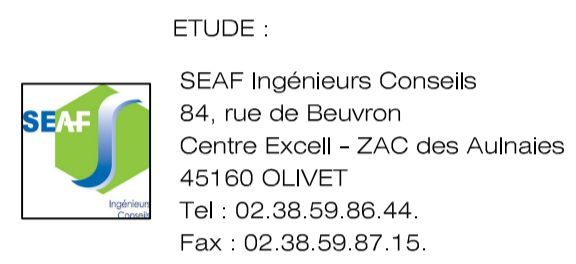 ETUDE :
SEAF Ingénieurs Conseils
84, rue de Beuvron
Centre Excell - ZAC des Aulnaies
45160 OLIVET
Tel : 02.38.59.86.44.
Fax : 02.38.59.87.15.
SEAF
Ingénieurs
Conseils